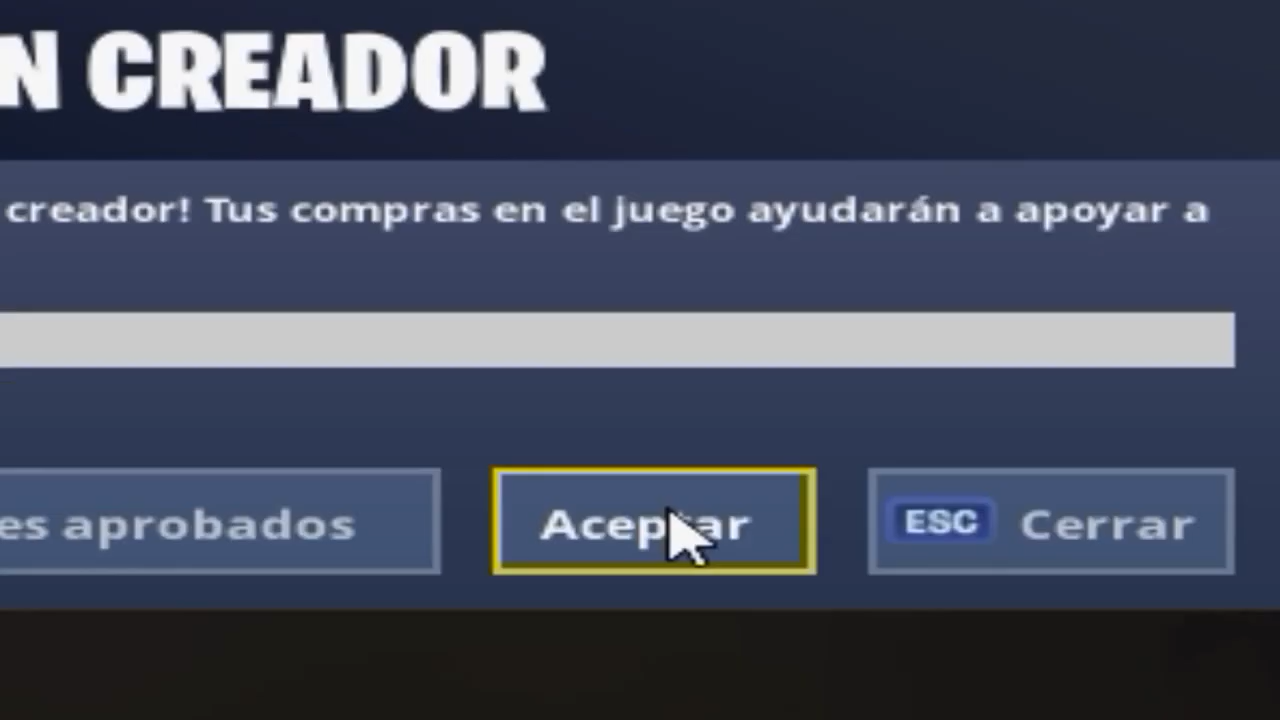 N CREADOR
creador! Tus compras en el juego ayudarán a apoyar a
es aprobados
Aceptar
ESC Cerrar